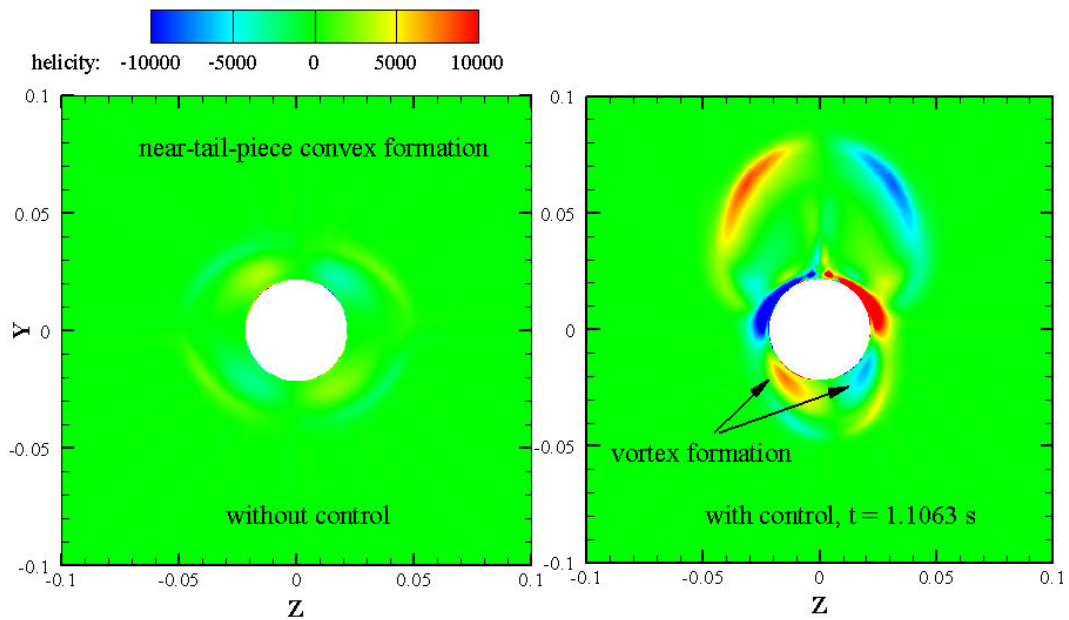 helicity: -10000 -5000 0 5000 10000
near-tail-piece convex formation
without control
0.1
0.05
0
-0.05
-0.1
Y
-0.1 -0.05 0 0.05 0.1
Z
vortex formation
with control, t = 1.1063 s
0.1
0.05
0
-0.05
-0.1
-0.1 -0.05 0 0.05 0.1
Z